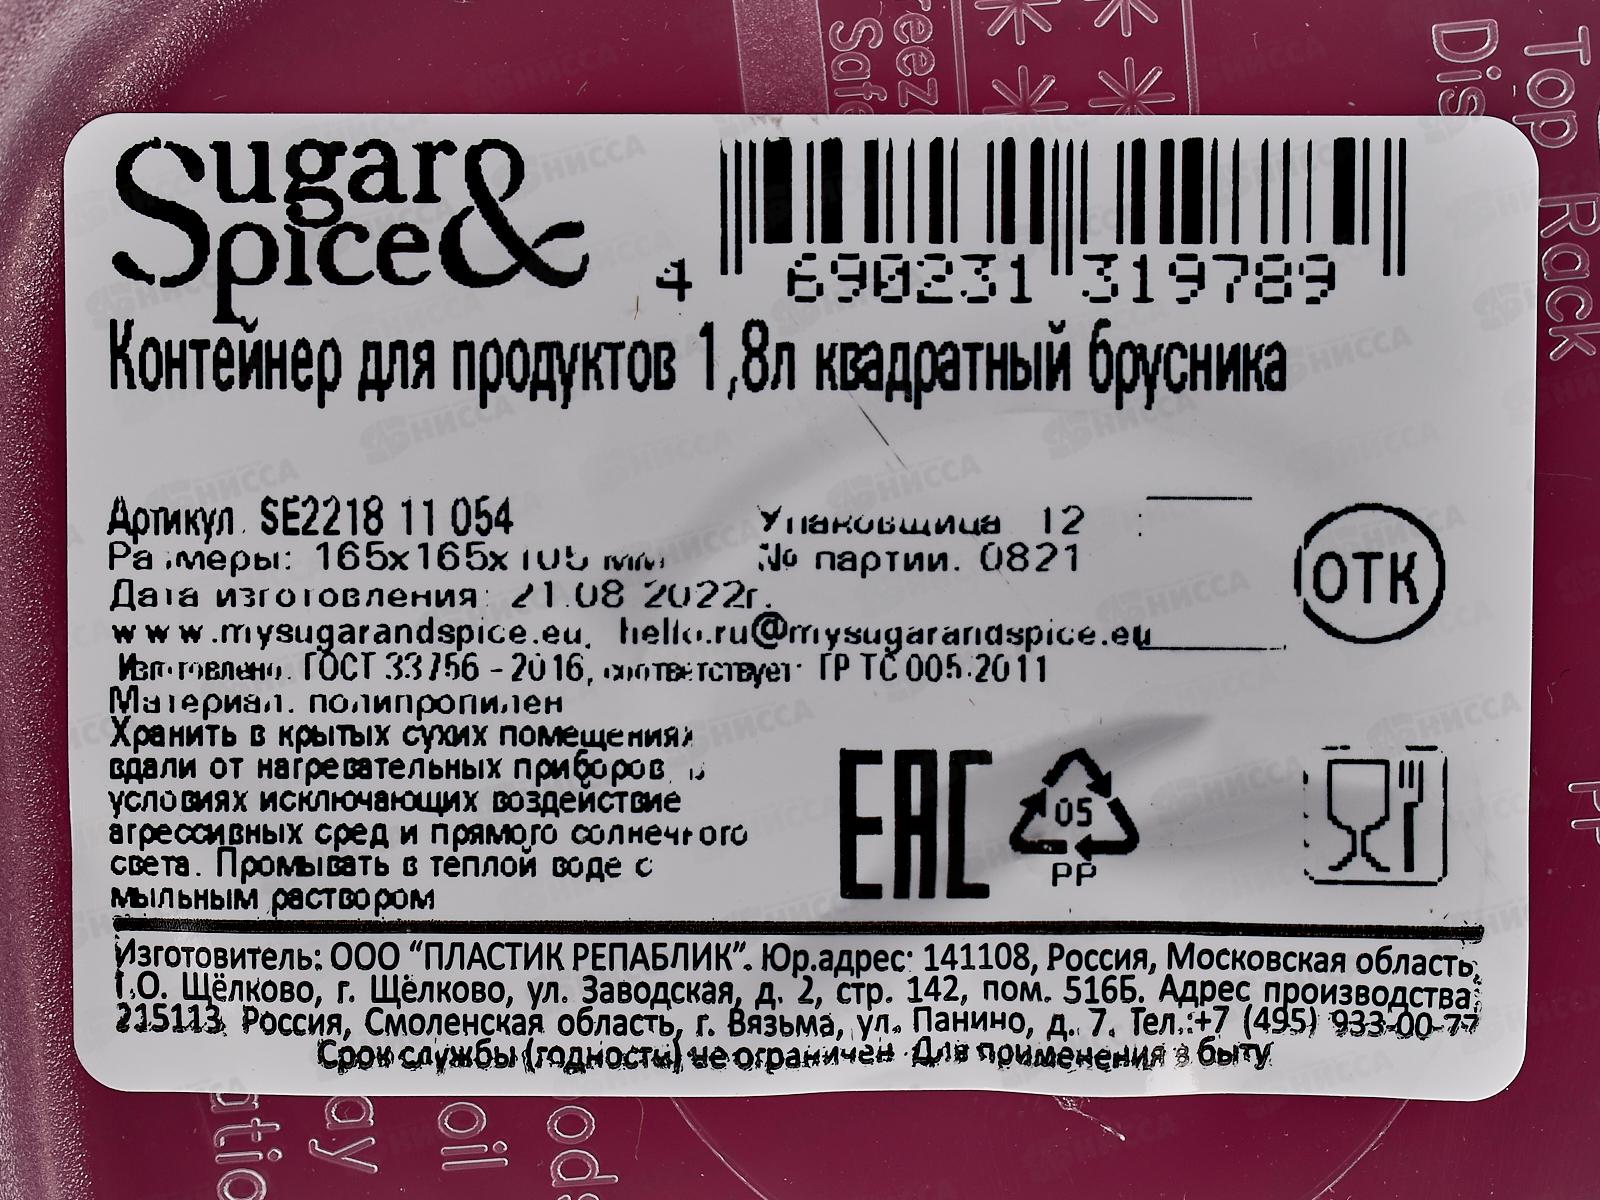 Freez
Safe
Top Rack
Dis
Sugar &
Spice
4 690231 319789
Контейнер для продуктов 1,8л квадратный брусника
Артикул. SE2218 11 054
Упаковщица 12
Размеры: 165х165х105 мм
№ партии. 0821
Дата изготовления: 21.08 2022г.
ОТК
www.mysugarandspice.eu, hello.ru@mysugarandspice.eu
Изготовлено. ГОСТ 33756 - 2016, соответствует ТР ТС 005.2011
Материал. полипропилен
Хранить в крытых сухих помещениях
вдали от нагревательных приборов в
условиях исключающих воздействие
агрессивных сред и прямого солнечного
света. Промывать в теплой воде с
мыльным раствором
ЕАС
05
PP
Изготовитель: ООО “ПЛАСТИК РЕПАБЛИК”. Юр.адрес: 141108, Россия, Московская область,
Г.О. Щёлково, г. Щёлково, ул. Заводская, д. 2, стр. 142, пом. 516Б. Адрес производства:
215113, Россия, Смоленская область, г. Вязьма, ул. Панино, д. 7. Тел.:+7 (495) 933-00-77
Срок службы (годности) не ограничен. Для применения в быту
PP
НИССА